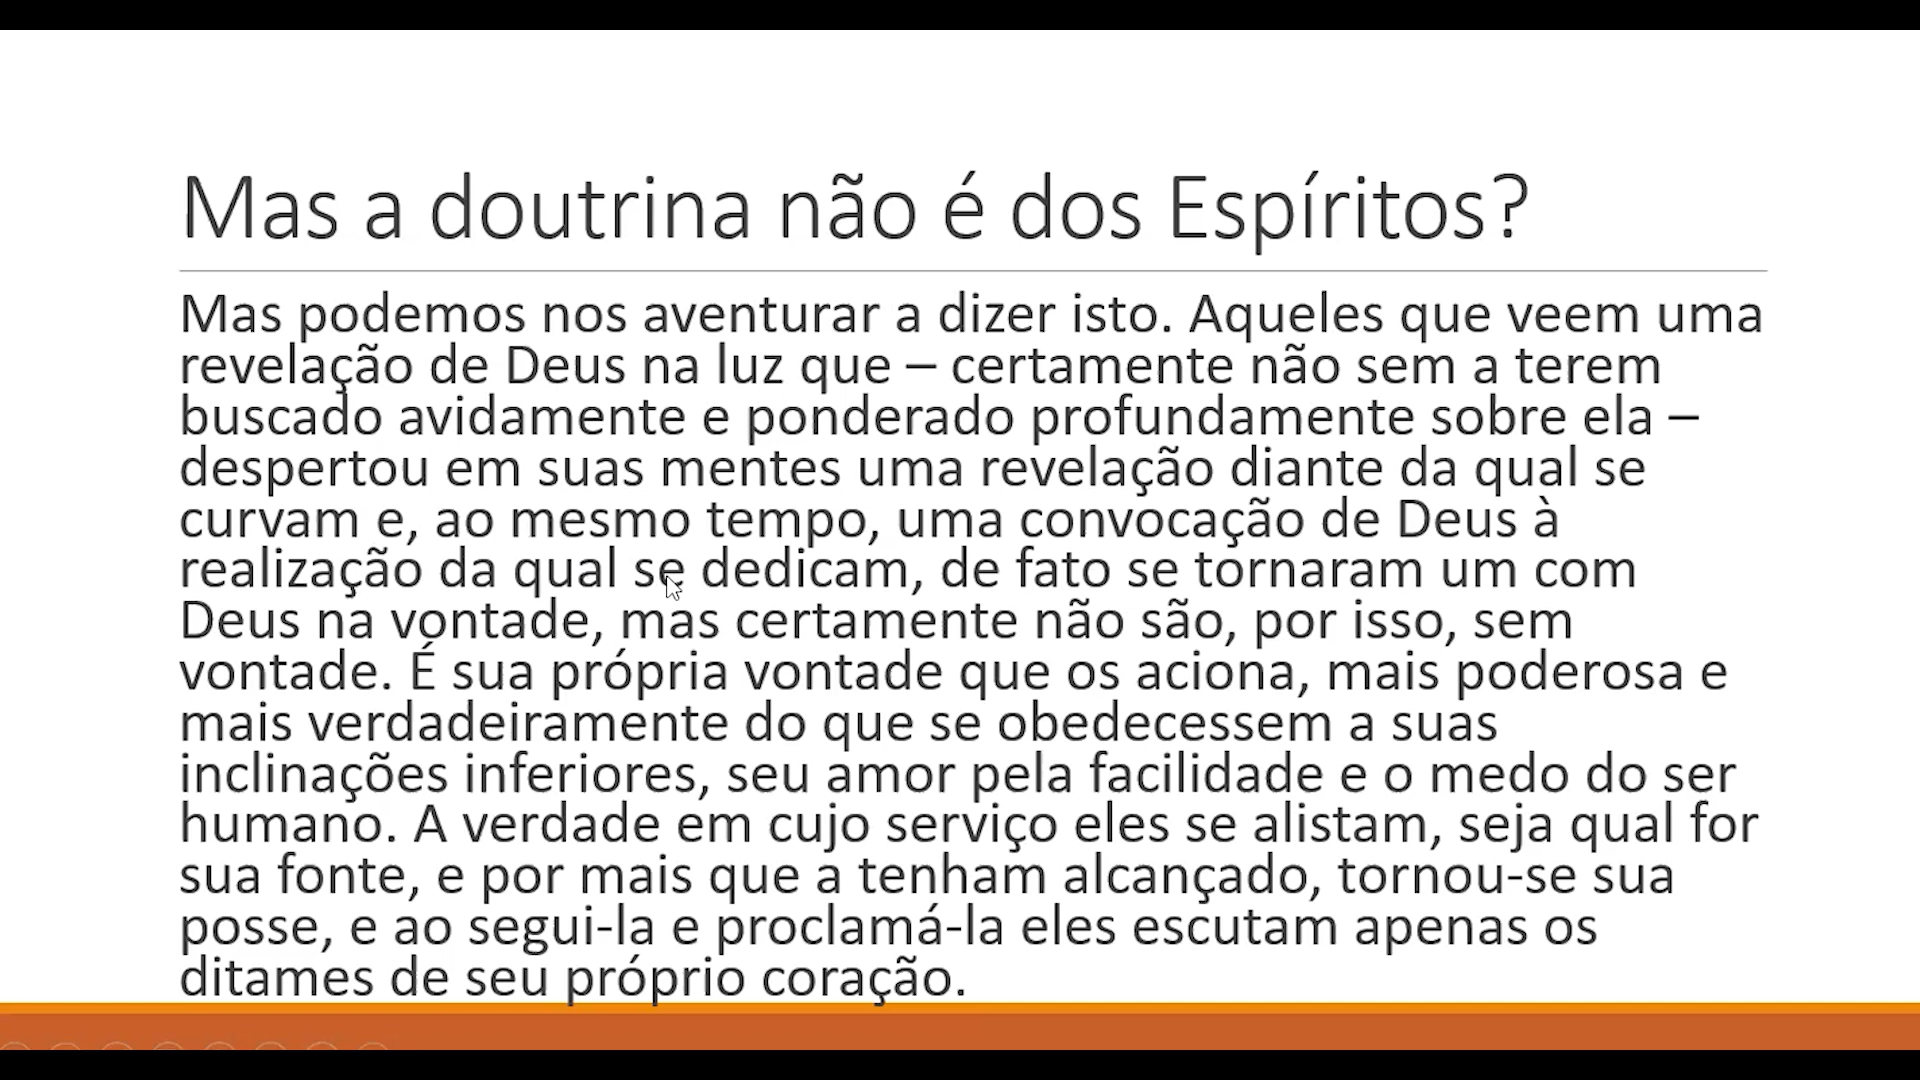 Mas a doutrina não é dos Espíritos?
Mas podemos nos aventurar a dizer isto. Aqueles que veem uma
revelação de Deus na luz que – certamente não sem a terem
buscado avidamente e ponderado profundamente sobre ela –
despertou em suas mentes uma revelação diante da qual se
curvam e, ao mesmo tempo, uma convocação de Deus à
realização da qual se dedicam, de fato se tornaram um com
Deus na vontade, mas certamente não são, por isso, sem
vontade. É sua própria vontade que os aciona, mais poderosa e
mais verdadeiramente do que se obedecessem a suas
inclinações inferiores, seu amor pela facilidade e o medo do ser
humano. A verdade em cujo serviço eles se alistam, seja qual for
sua fonte, e por mais que a tenham alcançado, tornou-se sua
posse, e ao segui-la e proclamá-la eles escutam apenas os
ditames de seu próprio coração.